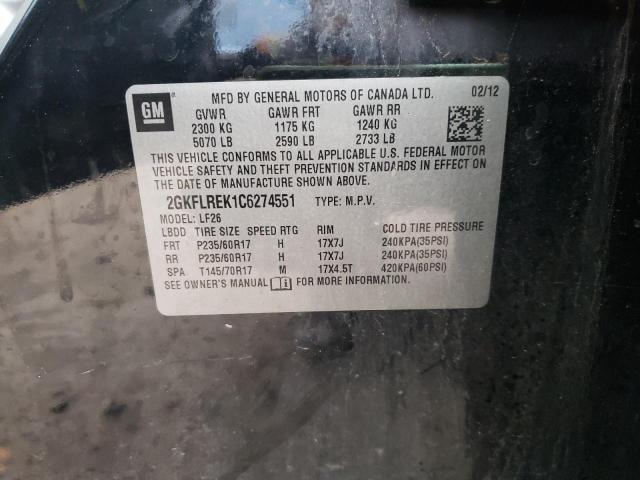 GM
MFD BY GENERAL MOTORS OF CANADA LTD. 02/12
GVWR GAWR FRT GAWR RR
2300 KG 1175 KG 1240 KG
5070 LB 2590 LB 2733 LB
THIS VEHICLE CONFORMS TO ALL APPLICABLE U.S. FEDERAL MOTOR
VEHICLE SAFETY AND THEFT PREVENTION STANDARDS IN EFFECT ON
THE DATE OF MANUFACTURE SHOWN ABOVE.
2GKFLREK1C6274551 TYPE: M.P.V.
MODEL: LF26
LBDD TIRE SIZE SPEED RTG RIM COLD TIRE PRESSURE
FRT P235/60R17 H 17X7J 240KPA(35PSI)
RR P235/60R17 H 17X7J 240KPA(35PSI)
SPA T145/70R17 M 17X4.5T 420KPA(60PSI)
SEE OWNER'S MANUAL FOR MORE INFORMATION.